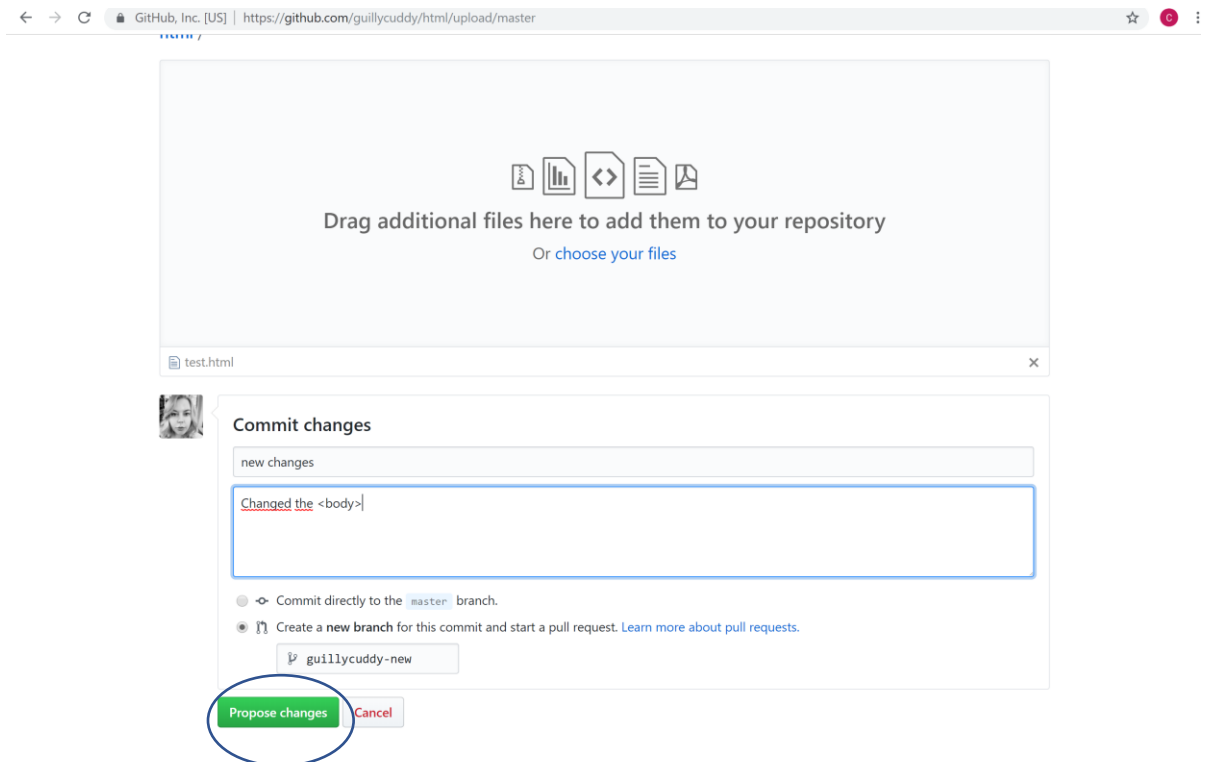 GitHub, Inc. [US] | https://github.com/guillycuddy/html/upload/master
C
html /
Drag additional files here to add them to your repository
Or choose your files
test.html
Commit changes
new changes
Changed the <body>
Commit directly to the master branch.
Create a new branch for this commit and start a pull request. Learn more about pull requests.
guillycuddy-new
Propose changes Cancel